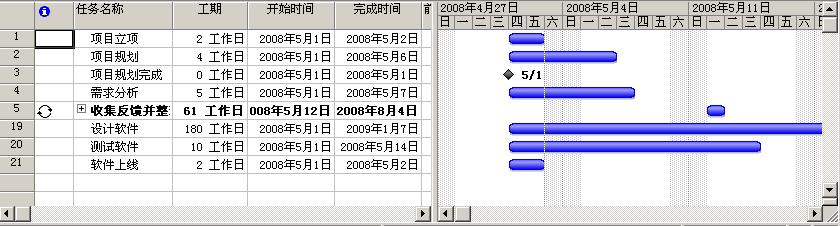 任务名称 工期 开始时间 完成时间 前
2008年4月27日 2008年5月4日 2008年5月11日 2
日 一 二 三 四 五 六 日 一 二 三 四 五 六 日 一 二 三 四 五 六
1 项目立项 2 工作日 2008年5月1日 2008年5月2日
2 项目规划 4 工作日 2008年5月1日 2008年5月6日
3 项目规划完成 0 工作日 2008年5月1日 2008年5月1日 5/1
4 需求分析 5 工作日 2008年5月1日 2008年5月7日
5 收集反馈并整 61 工作日 008年5月12日 2008年8月4日
19 设计软件 180 工作日 2008年5月1日 2009年1月7日
20 测试软件 10 工作日 2008年5月1日 2008年5月14日
21 软件上线 2 工作日 2008年5月1日 2008年5月2日